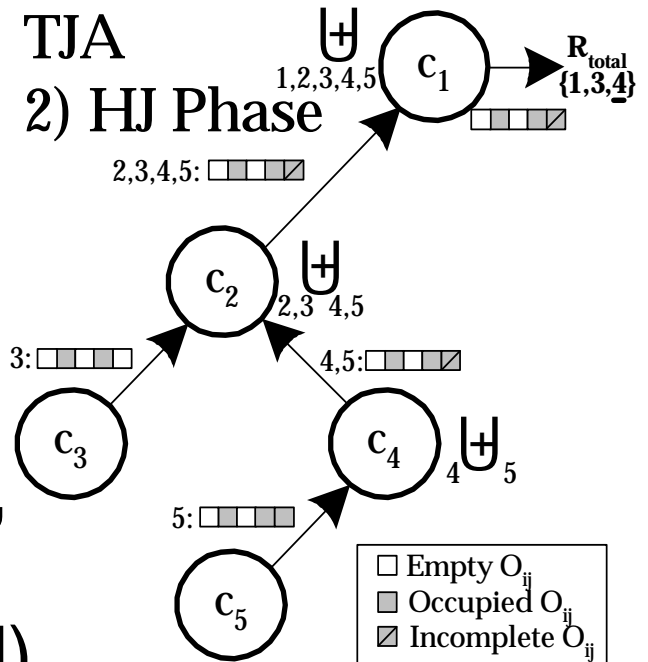 TJA
2) HJ Phase
⊎
1,2,3,4,5
c1
Rtotal
{1,3,4}
2,3,4,5:
c2
⊎
2,3 4,5
3:
4,5:
c3
c4
4⊎5
5:
c5
Empty Oij
Occupied Oij
Incomplete Oij